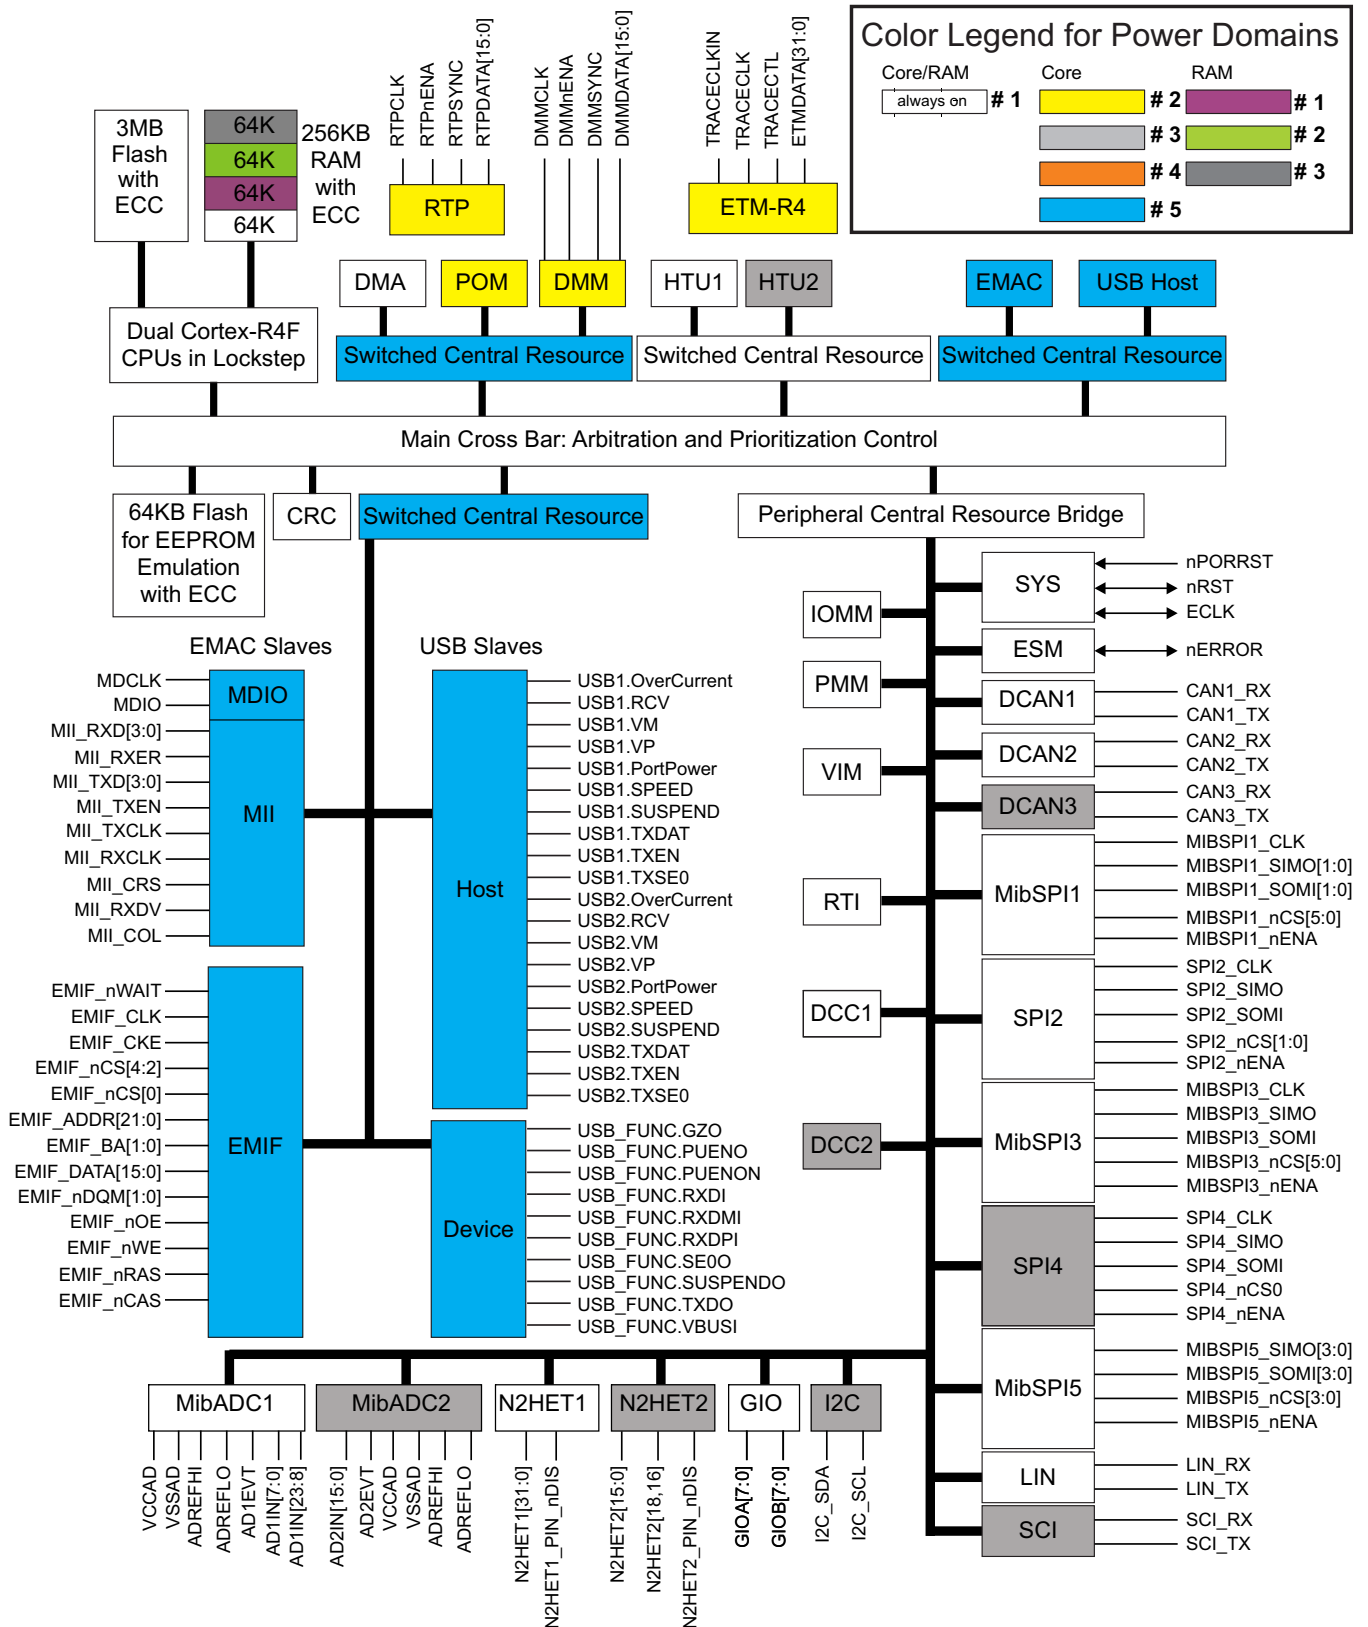 Color Legend for Power Domains
Core/RAM
Core
RAM
always on
# 1
# 2
# 1
# 3
# 2
# 4
# 3
# 5
3MB
Flash
with
ECC
64K
64K
64K
64K
256KB
RAM
with
ECC
RTPCLK
RTPnENA
RTPSYNC
RTPDATA[15:0]
RTP
DMMCLK
DMMnENA
DMMSYNC
DMMDATA[15:0]
TRACECLKIN
TRACECLK
TRACECTL
ETMDATA[31:0]
ETM-R4
DMA
POM
DMM
HTU1
HTU2
EMAC
USB Host
Dual Cortex-R4F
CPUs in Lockstep
Switched Central Resource
Switched Central Resource
Switched Central Resource
Main Cross Bar: Arbitration and Prioritization Control
64KB Flash
for EEPROM
Emulation
with ECC
CRC
Switched Central Resource
Peripheral Central Resource Bridge
EMAC Slaves
USB Slaves
MDCLK
MDIO
MII_RXD[3:0]
MII_RXER
MII_TXD[3:0]
MII_TXEN
MII_TXCLK
MII_RXCLK
MII_CRS
MII_RXDV
MII_COL
MDIO
MII
EMIF_nWAIT
EMIF_CLK
EMIF_CKE
EMIF_nCS[4:2]
EMIF_nCS[0]
EMIF_ADDR[21:0]
EMIF_BA[1:0]
EMIF_DATA[15:0]
EMIF_nDQM[1:0]
EMIF_nOE
EMIF_nWE
EMIF_nRAS
EMIF_nCAS
EMIF
Host
USB1.OverCurrent
USB1.RCV
USB1.VM
USB1.VP
USB1.PortPower
USB1.SPEED
USB1.SUSPEND
USB1.TXDAT
USB1.TXEN
USB1.TXSE0
USB2.OverCurrent
USB2.RCV
USB2.VM
USB2.VP
USB2.PortPower
USB2.SPEED
USB2.SUSPEND
USB2.TXDAT
USB2.TXEN
USB2.TXSE0
Device
USB_FUNC.GZO
USB_FUNC.PUENO
USB_FUNC.PUENON
USB_FUNC.RXDI
USB_FUNC.RXDMI
USB_FUNC.RXDPI
USB_FUNC.SE0O
USB_FUNC.SUSPENDO
USB_FUNC.TXDO
USB_FUNC.VBUSI
IOMM
PMM
VIM
RTI
DCC1
DCC2
SYS
nPORRST
nRST
ECLK
ESM
nERROR
DCAN1
CAN1_RX
CAN1_TX
DCAN2
CAN2_RX
CAN2_TX
DCAN3
CAN3_RX
CAN3_TX
MibSPI1
MIBSPI1_CLK
MIBSPI1_SIMO[1:0]
MIBSPI1_SOMI[1:0]
MIBSPI1_nCS[5:0]
MIBSPI1_nENA
SPI2
SPI2_CLK
SPI2_SIMO
SPI2_SOMI
SPI2_nCS[1:0]
SPI2_nENA
MibSPI3
MIBSPI3_CLK
MIBSPI3_SIMO
MIBSPI3_SOMI
MIBSPI3_nCS[5:0]
MIBSPI3_nENA
SPI4
SPI4_CLK
SPI4_SIMO
SPI4_SOMI
SPI4_nCS0
SPI4_nENA
MibSPI5
MIBSPI5_SIMO[3:0]
MIBSPI5_SOMI[3:0]
MIBSPI5_nCS[3:0]
MIBSPI5_nENA
LIN
LIN_RX
LIN_TX
SCI
SCI_RX
SCI_TX
MibADC1
MibADC2
N2HET1
N2HET2
GIO
I2C
VCCAD
VSSAD
ADREFHI
ADREFLO
AD1EVT
AD1IN[7:0]
AD1IN[23:8]
AD2IN[15:0]
AD2EVT
VCCAD
VSSAD
ADREFHI
ADREFLO
N2HET1[31:0]
N2HET1_PIN_nDIS
N2HET2[15:0]
N2HET2[18,16]
N2HET2_PIN_nDIS
GIOA[7:0]
GIOB[7:0]
I2C_SDA
I2C_SCL